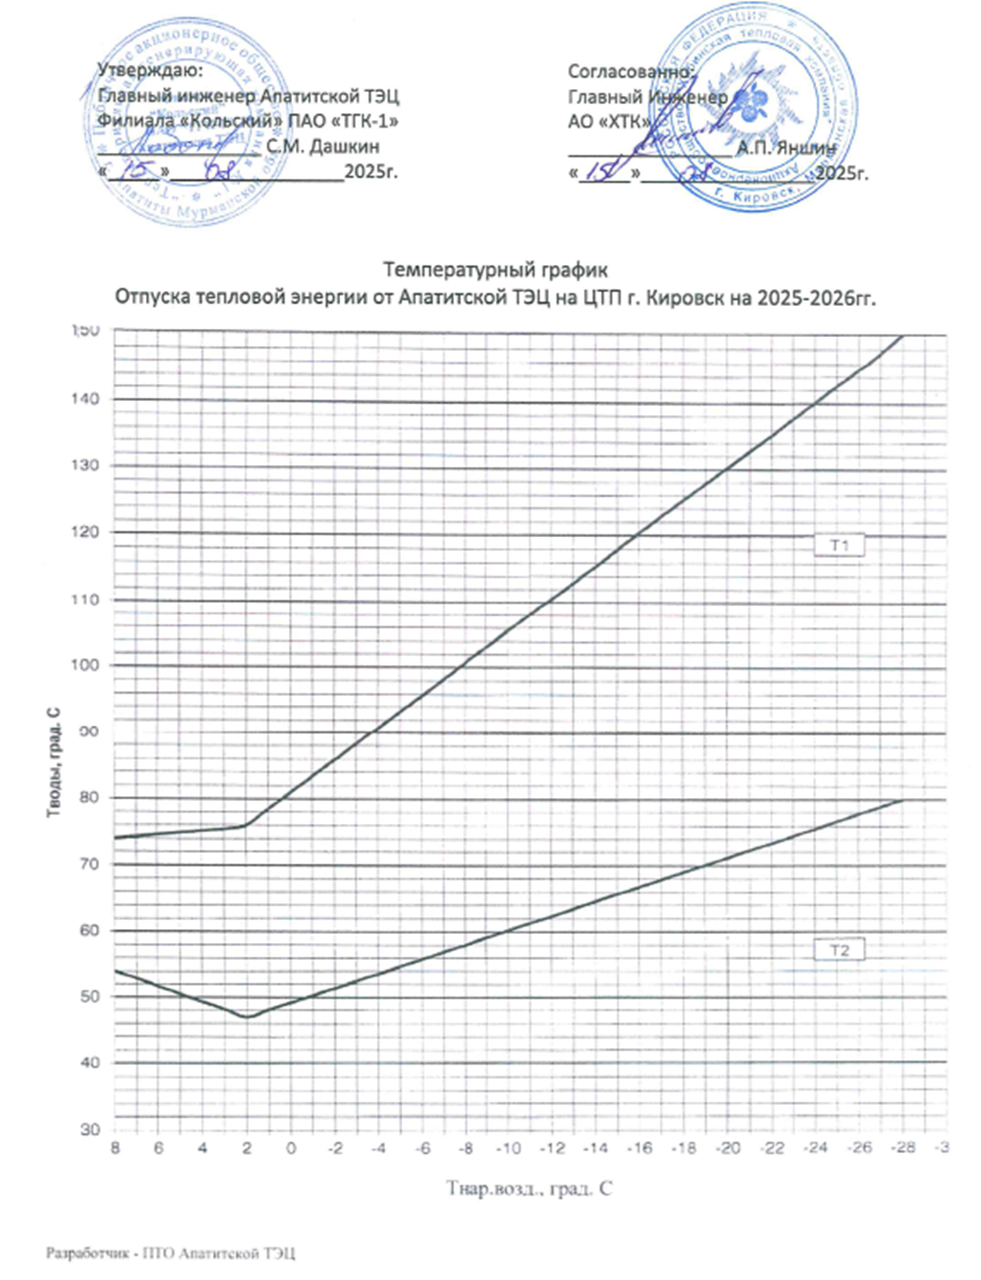 Утверждаю:
Главный инженер Апатитской ТЭЦ
Филиала «Кольский» ПАО «ТГК-1»
С.М. Дашкин
«15» 08 2025г.
Согласованно:
Главный Инженер
АО «ХТК»
А.П. Яншин
«15» 08 2025г.
Температурный график
Отпуска тепловой энергии от Апатитской ТЭЦ на ЦТП г. Кировск на 2025-2026гг.
150
140
130
120
110
100
90
80
70
60
50
40
30
Тводы, град. С
T1
T2
8 6 4 2 0 -2 -4 -6 -8 -10 -12 -14 -16 -18 -20 -22 -24 -26 -28 -3
Тнар.возд., град. С
Разработчик - ПТО Апатитской ТЭЦ